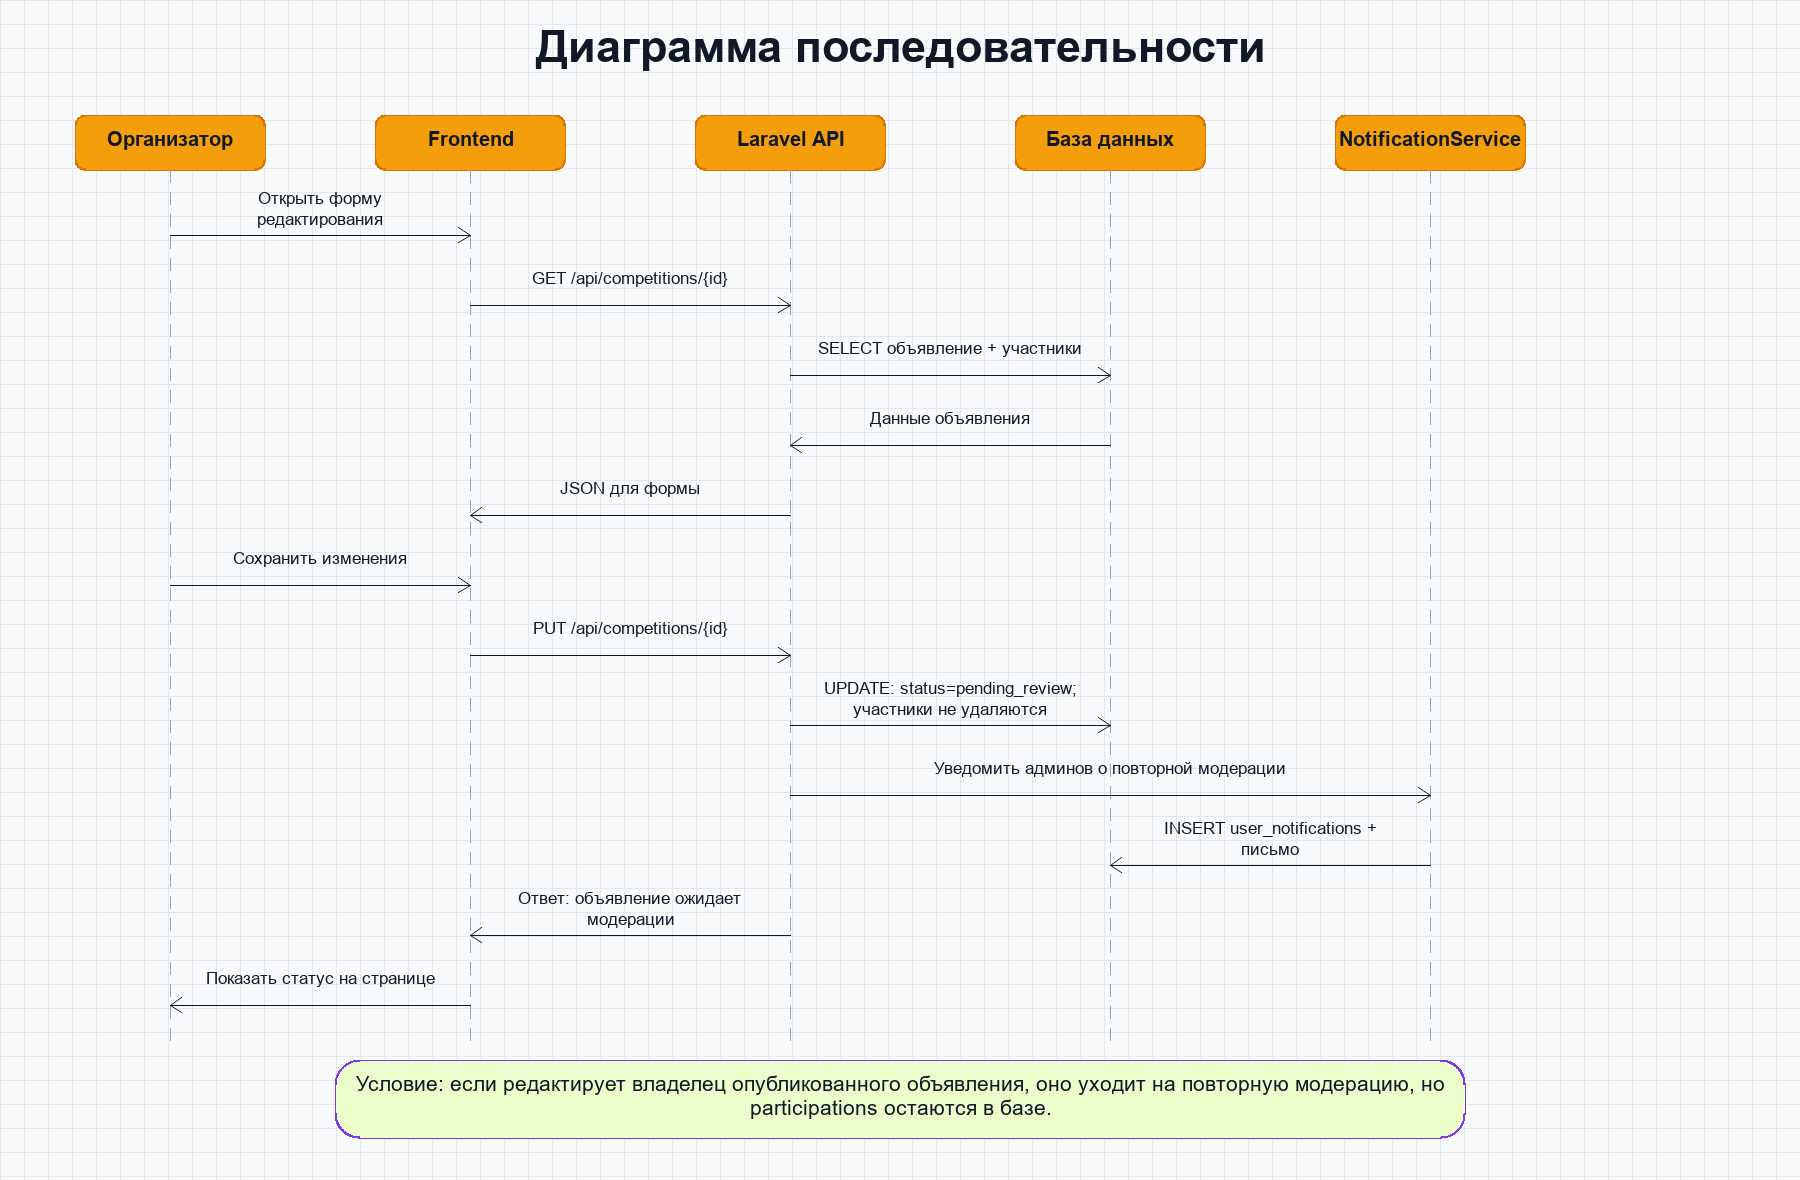 Диаграмма последовательности
Организатор
Frontend
Laravel API
База данных
NotificationService
Открыть форму
редактирования
GET /api/competitions/{id}
SELECT объявление + участники
Данные объявления
JSON для формы
Сохранить изменения
PUT /api/competitions/{id}
UPDATE: status=pending_review;
участники не удаляются
Уведомить админов о повторной модерации
INSERT user_notifications +
письмо
Ответ: объявление ожидает
модерации
Показать статус на странице
Условие: если редактирует владелец опубликованного объявления, оно уходит на повторную модерацию, но
participations остаются в базе.